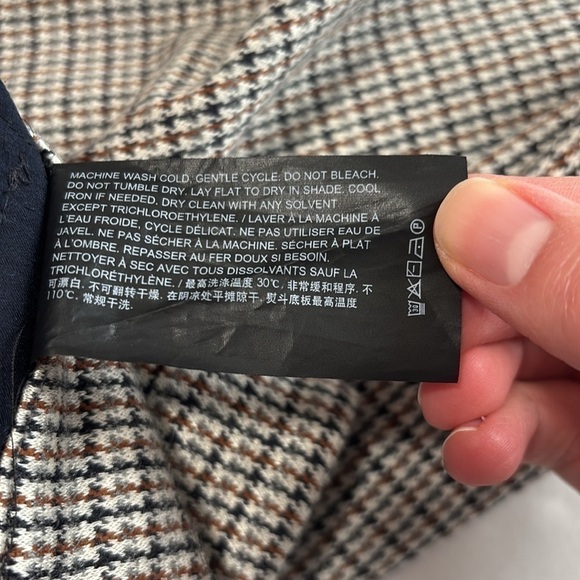 MACHINE WASH COLD, GENTLE CYCLE. DO NOT BLEACH.
DO NOT TUMBLE DRY. LAY FLAT TO DRY IN SHADE. COOL
IRON IF NEEDED. DRY CLEAN WITH ANY SOLVENT
EXCEPT TRICHLOROETHYLENE. / LAVER À LA MACHINE À
L'EAU FROIDE, CYCLE DÉLICAT. NE PAS UTILISER EAU DE
JAVEL. NE PAS SÉCHER À LA MACHINE. SÉCHER À PLAT
À L'OMBRE. REPASSER AU FER DOUX SI BESOIN.
NETTOYER À SEC AVEC TOUS DISSOLVANTS SAUF LA
TRICHLORÉTHYLÈNE. / 最高洗涤温度 30℃. 非常缓和程序. 不
可漂白. 不可翻转干燥. 在阴凉处平摊晾干. 熨斗底板最高温度
110℃. 常规干洗.